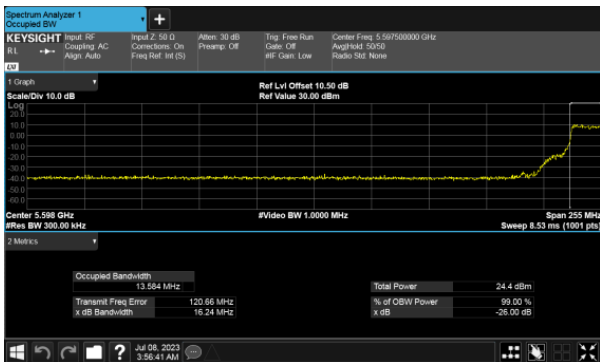 Spectrum Analyzer 1
Occupied BW
+
KEYSIGHT
RL
Input: RF
Coupling: AC
Align: Auto
Input Z: 50 Ω
Corrections: On
Freq Ref: Int (S)
Atten: 30 dB
Preamp: Off
Trig: Free Run
Gate: Off
#IF Gain: Low
Center Freq: 5.597500000 GHz
Avg|Hold: 50/50
Radio Std: None
1 Graph
Scale/Div 10.0 dB
Ref Lvl Offset 10.50 dB
Ref Value 30.00 dBm
Log
20.0
10.0
0.00
-10.0
-20.0
-30.0
-40.0
-50.0
-60.0
Center 5.598 GHz
#Video BW 1.0000 MHz
Span 255 MHz
#Res BW 300.00 kHz
Sweep 8.53 ms (1001 pts)
2 Metrics
Occupied Bandwidth
13.584 MHz
Total Power 24.4 dBm
Transmit Freq Error 120.66 MHz
% of OBW Power 99.00 %
x dB Bandwidth 16.24 MHz
x dB -26.00 dB
?
Jul 08, 2023
3:56:41 AM